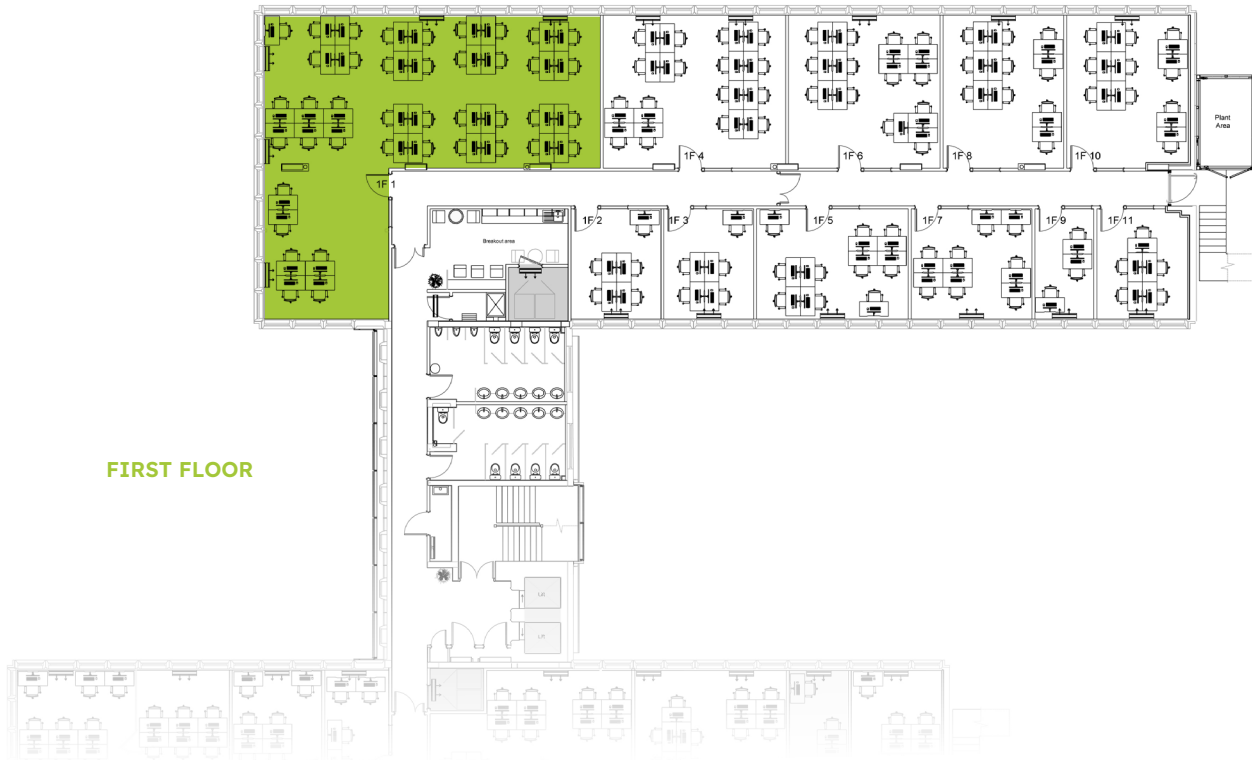 Plant
Area
1F 4
1F 6
1F 8
1F 10
1F 1
1F 2
1F 3
1F 5
1F 7
1F 9
1F 11
Breakout area
FIRST FLOOR
Lift
Lift